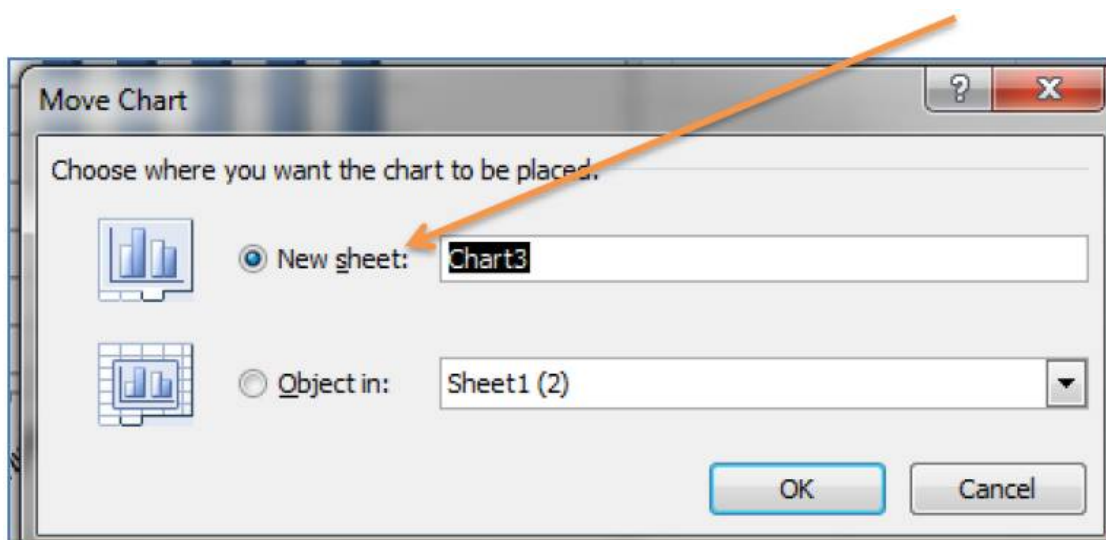 Move Chart
Choose where you want the chart to be placed.
New sheet: Chart3
Object in: Sheet1 (2)
OK Cancel